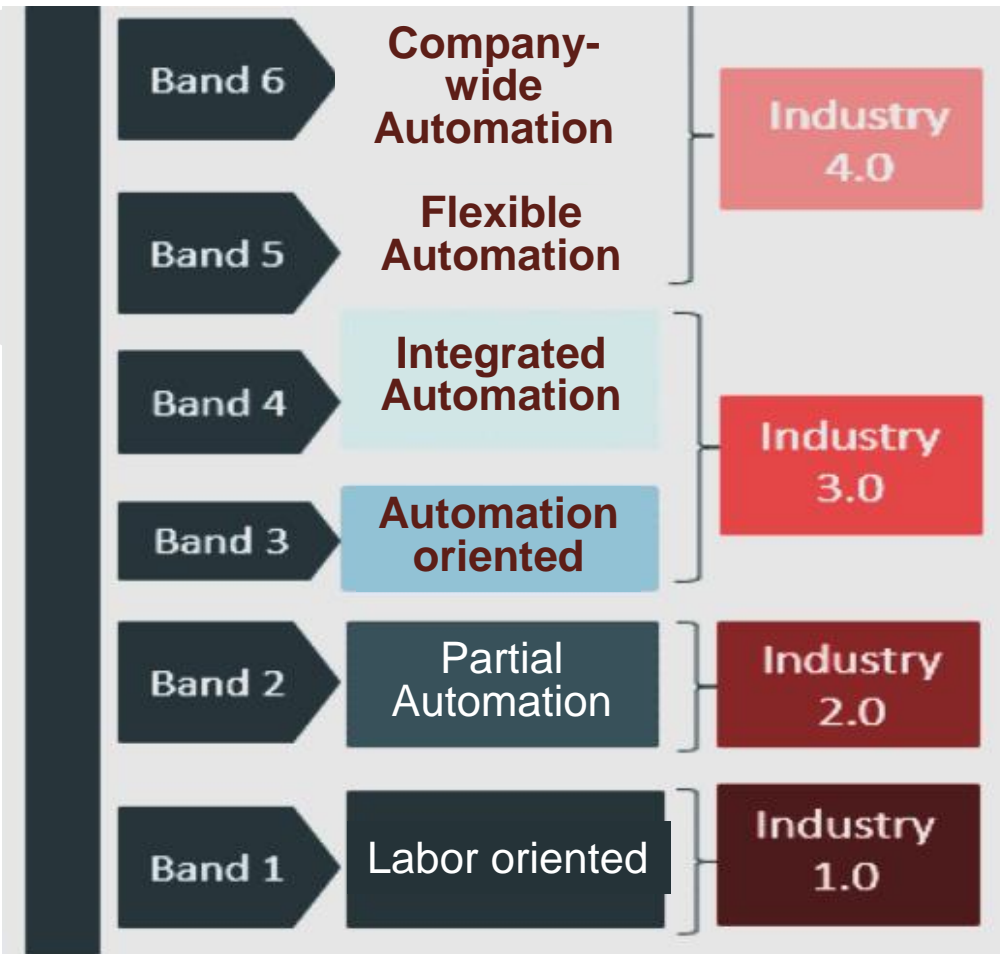 Band 6
Company-
wide
Automation
Industry
4.0
Band 5
Flexible
Automation
Band 4
Integrated
Automation
Industry
3.0
Band 3
Automation
oriented
Band 2
Partial
Automation
Industry
2.0
Band 1
Labor oriented
Industry
1.0